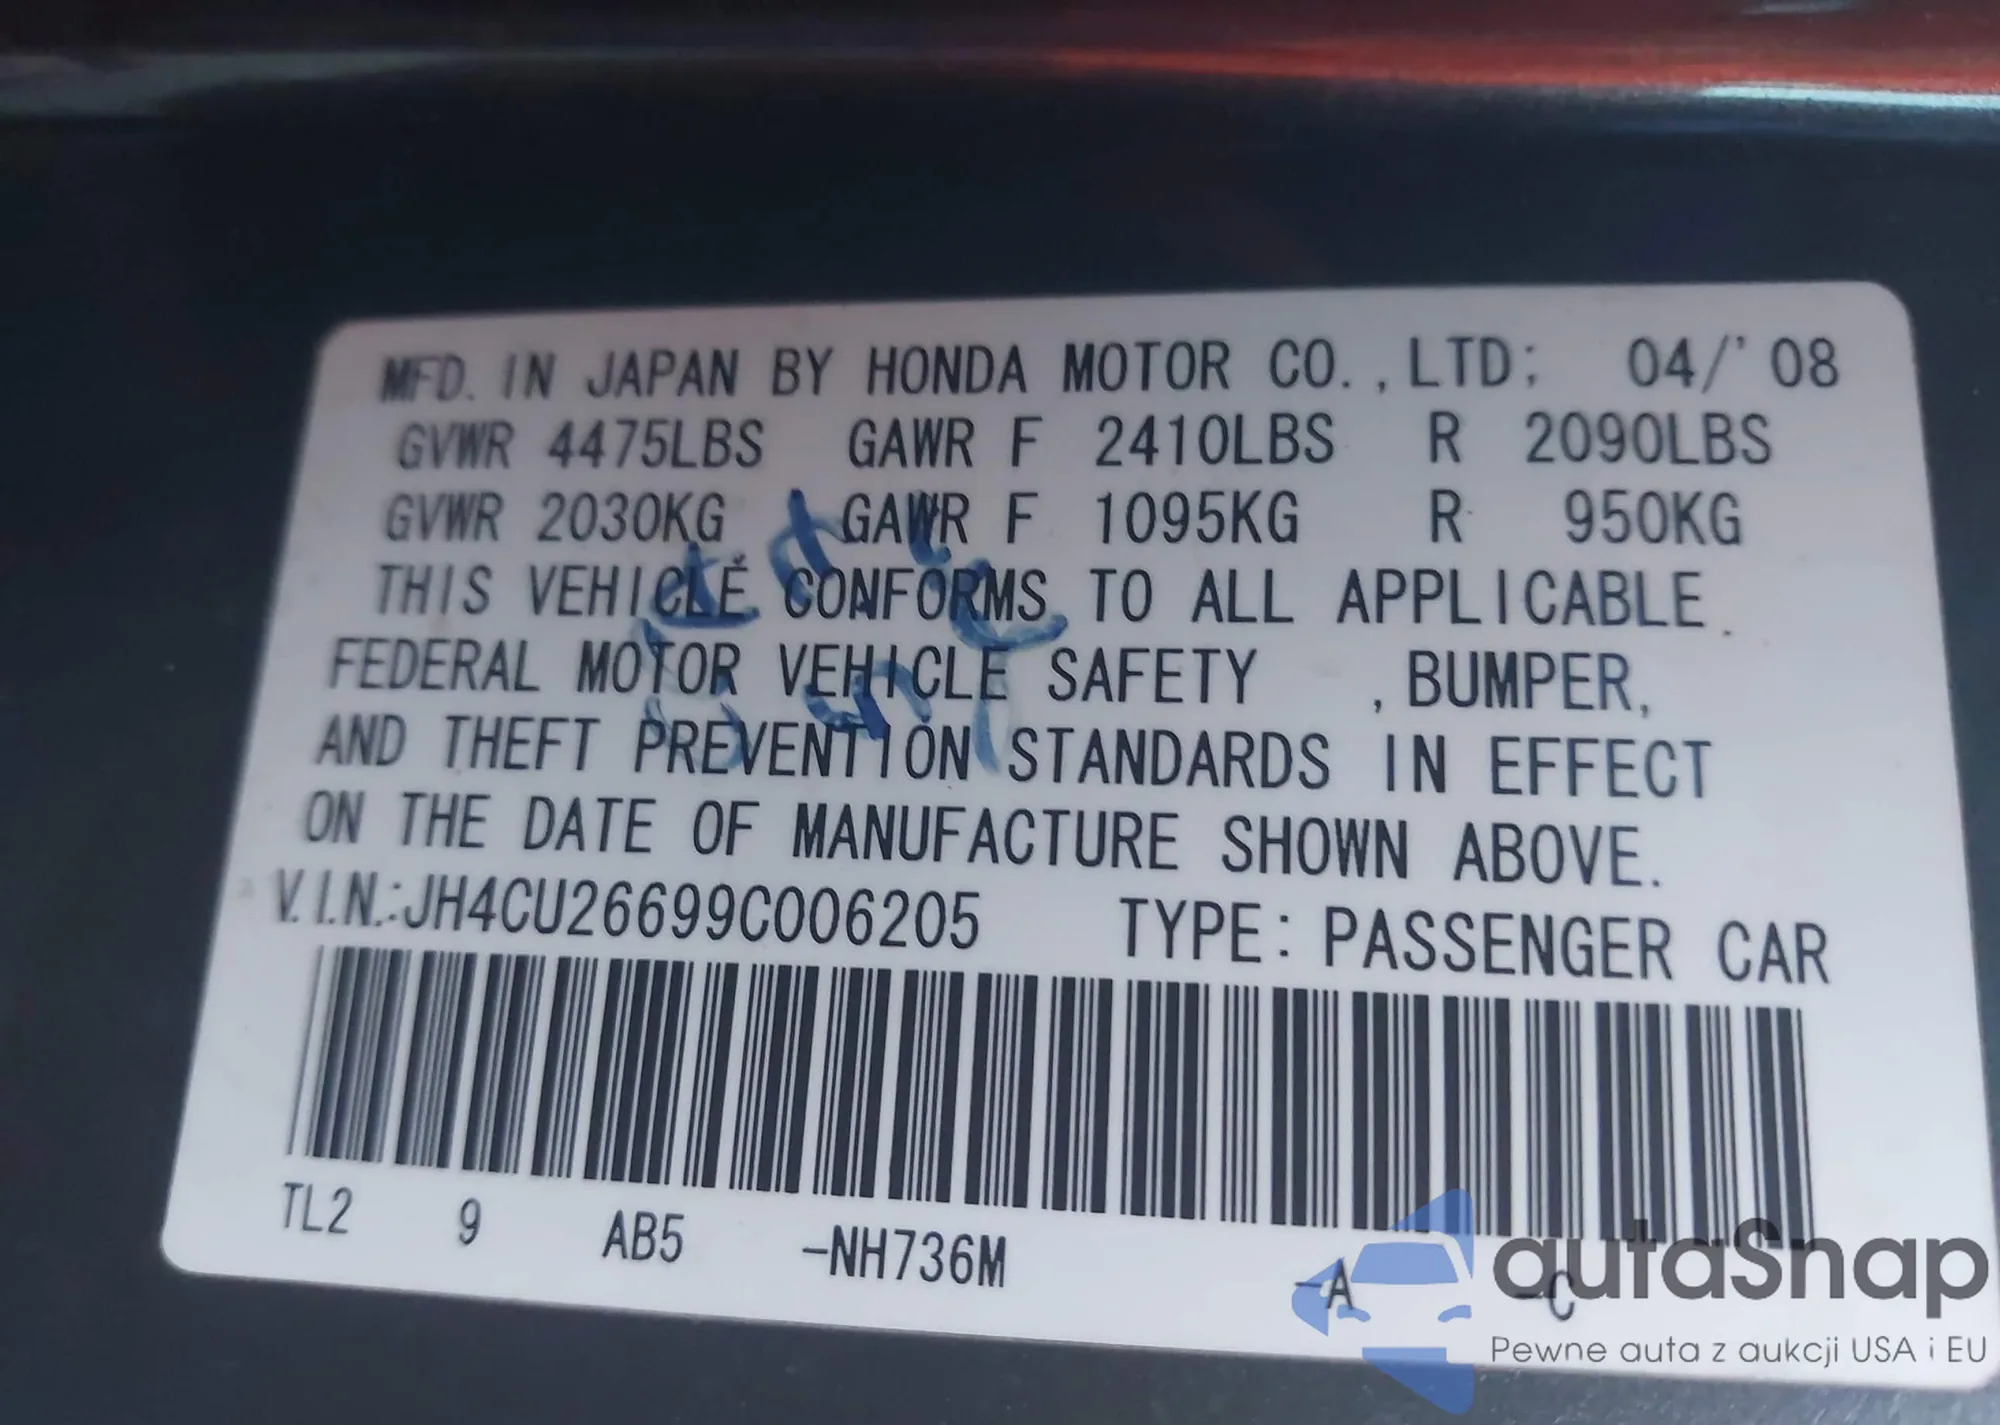 MFD. IN JAPAN BY HONDA MOTOR CO., LTD; 04/'08
GVWR 4475LBS GAWR F 2410LBS R 2090LBS
GVWR 2030KG GAWR F 1095KG R 950KG
THIS VEHICLE CONFORMS TO ALL APPLICABLE
FEDERAL MOTOR VEHICLE SAFETY , BUMPER,
AND THEFT PREVENTION STANDARDS IN EFFECT
ON THE DATE OF MANUFACTURE SHOWN ABOVE.
V.I.N.:JH4CU26699C006205 TYPE: PASSENGER CAR
TL2 9 AB5 -NH736M -A -C
autaSnap
Pewne auta z aukcji USA i EU